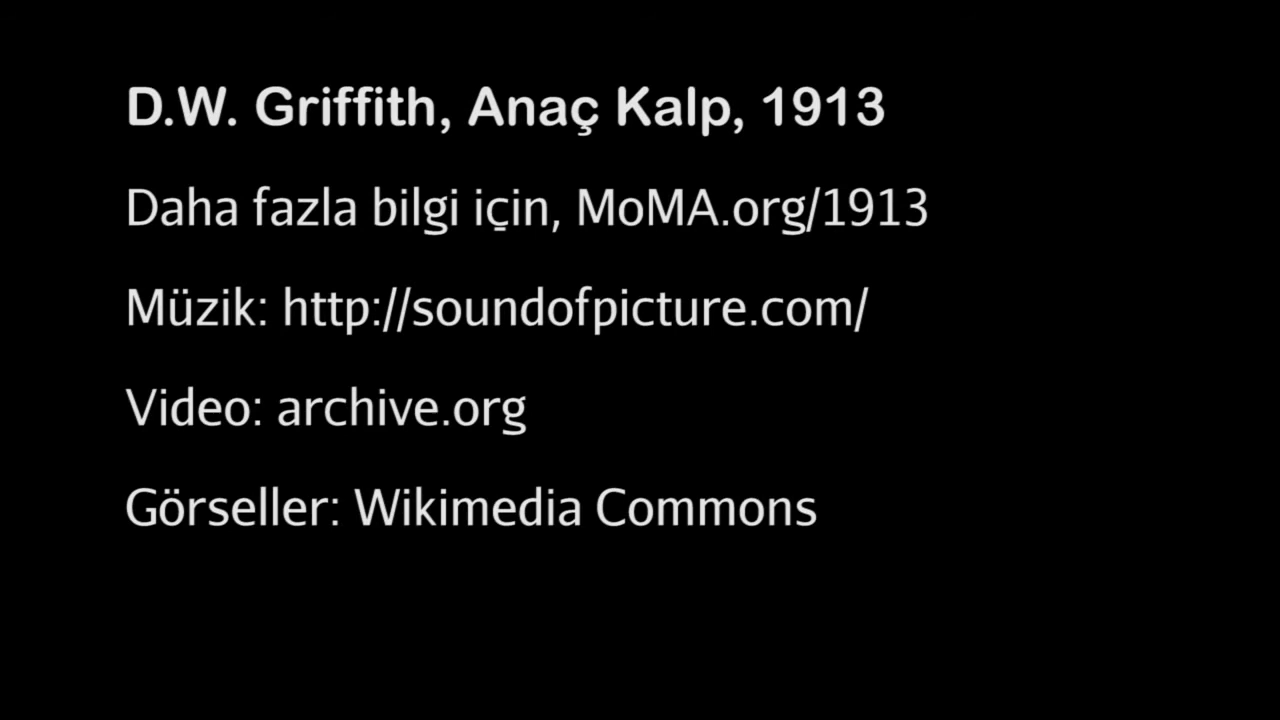 D.W. Griffith, Anaç Kalp, 1913
Daha fazla bilgi için, MoMA.org/1913
Müzik: http://soundofpicture.com/
Video: archive.org
Görseller: Wikimedia Commons